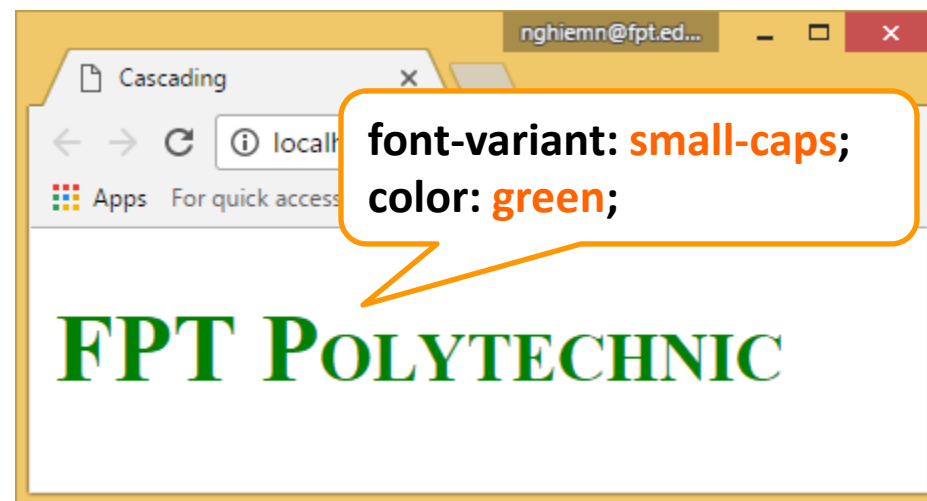 nghiemn@fpt.ed...
Cascading
localh
Apps For quick access
font-variant: small-caps;
color: green;
FPT POLYTECHNIC